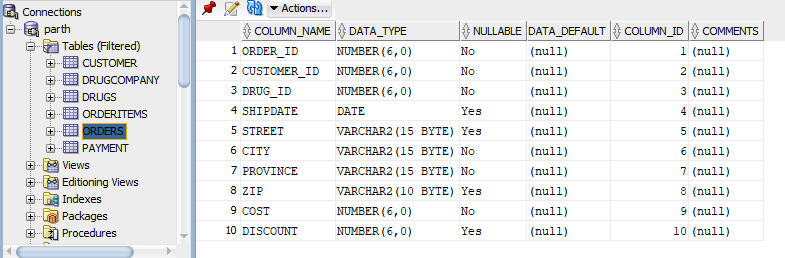 Connections
parth
Tables (Filtered)
CUSTOMER
DRUGCOMPANY
DRUGS
ORDERITEMS
ORDERS
PAYMENT
Views
Editioning Views
Indexes
Packages
Procedures
Actions...
COLUMN_NAME DATA_TYPE NULLABLE DATA_DEFAULT COLUMN_ID COMMENTS
1 ORDER_ID NUMBER(6,0) No (null) 1 (null)
2 CUSTOMER_ID NUMBER(6,0) No (null) 2 (null)
3 DRUG_ID NUMBER(6,0) No (null) 3 (null)
4 SHIPDATE DATE Yes (null) 4 (null)
5 STREET VARCHAR2(15 BYTE) Yes (null) 5 (null)
6 CITY VARCHAR2(15 BYTE) No (null) 6 (null)
7 PROVINCE VARCHAR2(15 BYTE) No (null) 7 (null)
8 ZIP VARCHAR2(10 BYTE) Yes (null) 8 (null)
9 COST NUMBER(6,0) No (null) 9 (null)
10 DISCOUNT NUMBER(6,0) Yes (null) 10 (null)